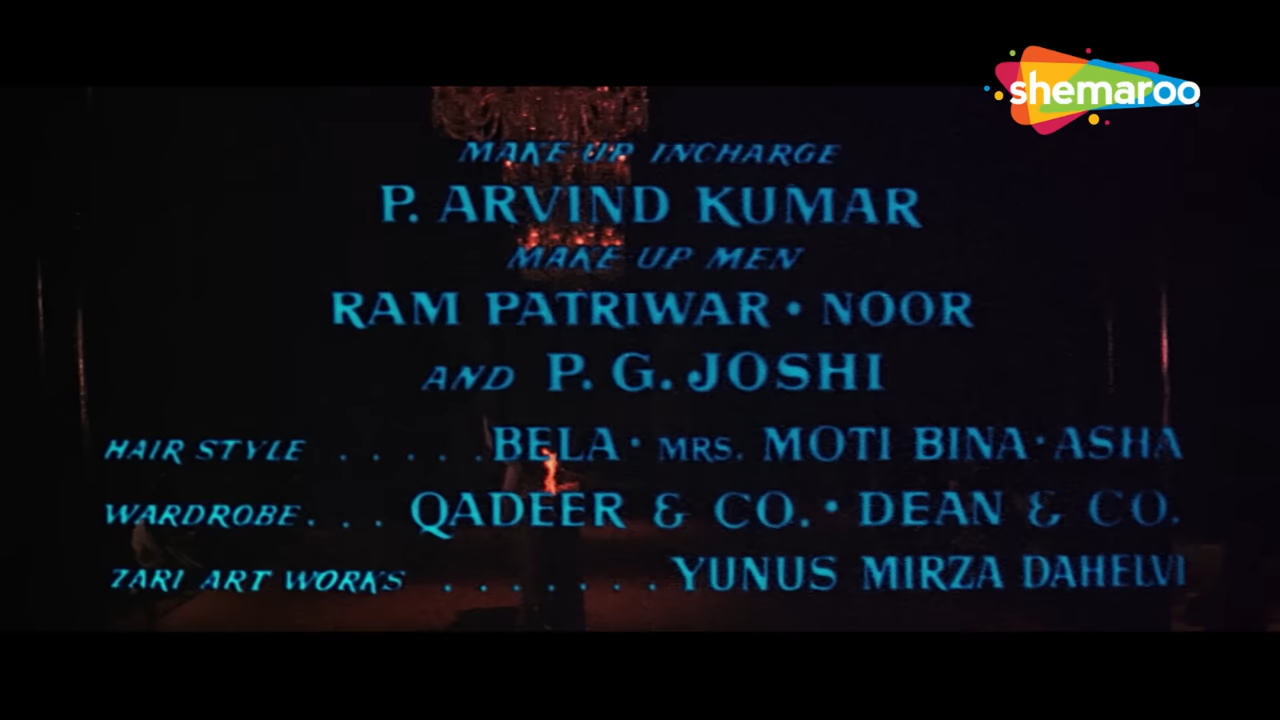 shemaroo
MAKE UP INCHARGE
P. ARVIND KUMAR
MAKE UP MEN
RAM PATRIWAR • NOOR
AND P. G. JOSHI
HAIR STYLE . . . . . BELA • MRS. MOTI BINA • ASHA
WARDROBE. . . QADEER & CO. • DEAN & CO.
ZARI ART WORKS . . . . . . . YUNUS MIRZA DAHELVI